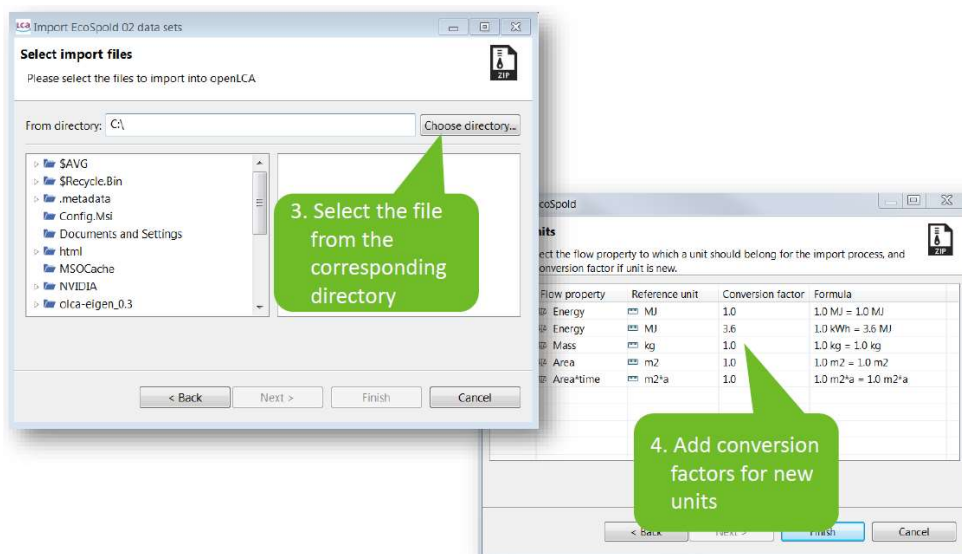 Import EcoSpold 02 data sets
Select import files
Please select the files to import into openLCA
ZIP
From directory: C:\
Choose directory...
$AVG
$Recycle.Bin
.metadata
Config.Msi
Documents and Settings
html
MSOCache
NVIDIA
olca-eigen_0.3
3. Select the file
from the
corresponding
directory
< Back Next > Finish Cancel
coSpold
ZIP
ect the flow property to which a unit should belong for the import process, and
onversion factor if unit is new.
Flow property Reference unit Conversion factor Formula
Energy MJ 1.0 1.0 MJ = 1.0 MJ
Energy MJ 3.6 1.0 kWh = 3.6 MJ
Mass kg 1.0 1.0 kg = 1.0 kg
Area m2 1.0 1.0 m2 = 1.0 m2
Area*time m2*a 1.0 1.0 m2*a = 1.0 m2*a
4. Add conversion
factors for new
units
< Back Next > Finish Cancel